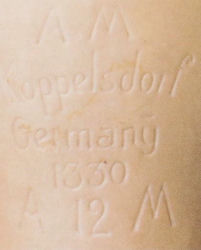 A. M.
Koppelsdorf
Germany
1330
A 12 M